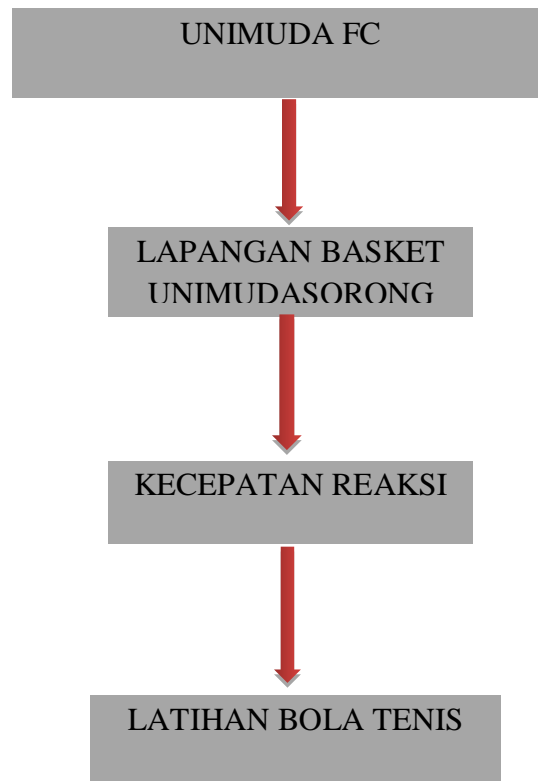 UNIMUDA FC
LAPANGAN BASKET
UNIMUDASORONG
KECEPATAN REAKSI
LATIHAN BOLA TENIS